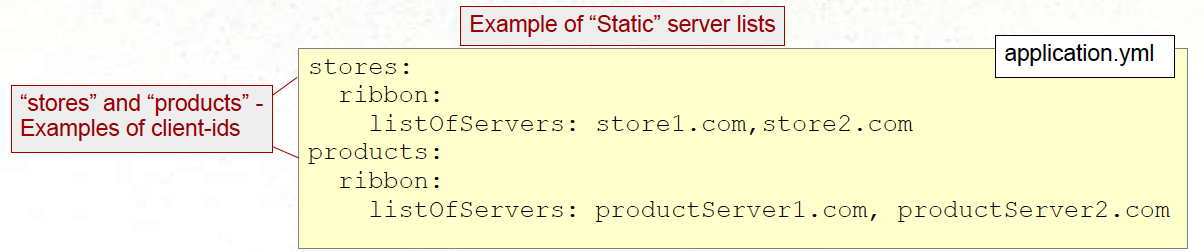 Example of “Static” server lists
application.yml
“stores” and “products” -
Examples of client-ids
stores:
  ribbon:
    listOfServers: store1.com,store2.com
products:
  ribbon:
    listOfServers: productServer1.com, productServer2.com